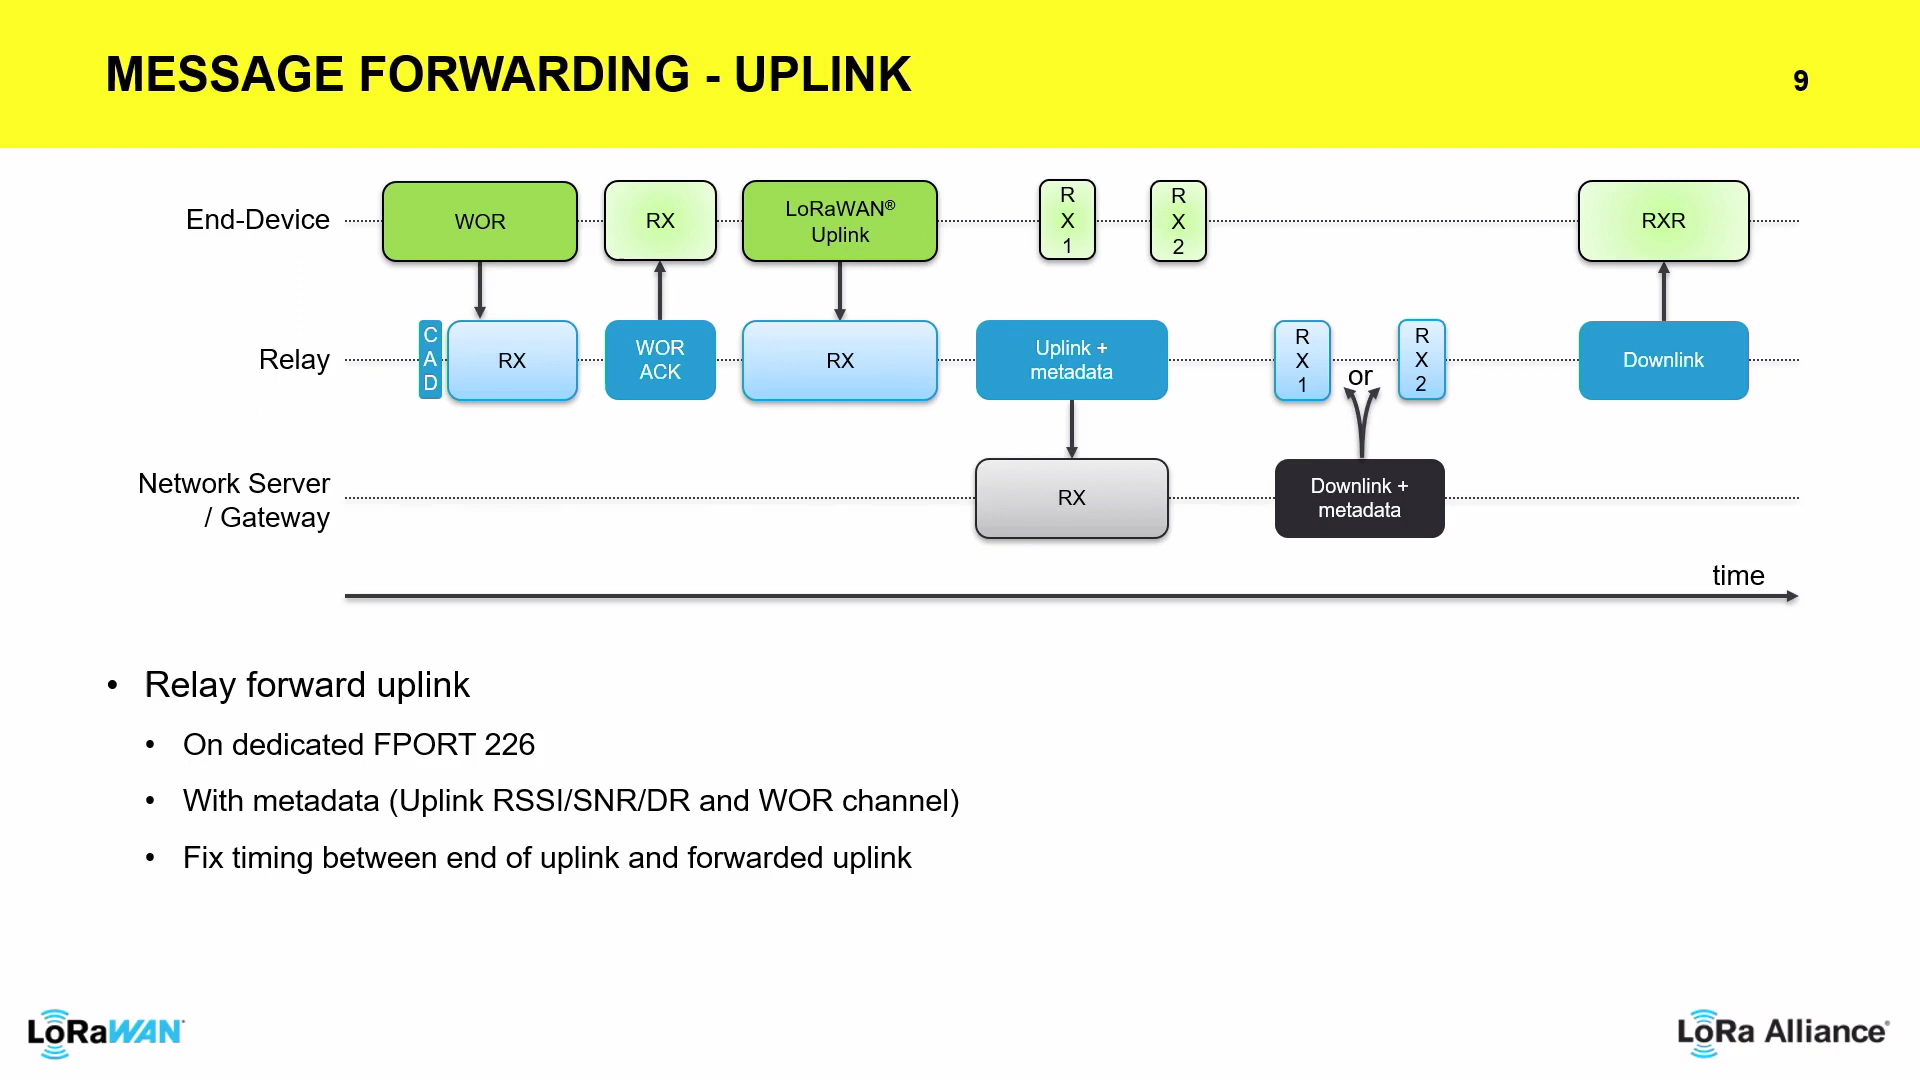 MESSAGE FORWARDING - UPLINK
9
End-Device
WOR
RX
LoRaWAN®
Uplink
R
X
1
R
X
2
RXR
Relay
C
A
D
RX
WOR
ACK
RX
Uplink +
metadata
R
X
1
or
R
X
2
Downlink
Network Server
/ Gateway
RX
Downlink +
metadata
time
• Relay forward uplink
• On dedicated FPORT 226
• With metadata (Uplink RSSI/SNR/DR and WOR channel)
• Fix timing between end of uplink and forwarded uplink
LoRaWAN
LoRa Alliance®